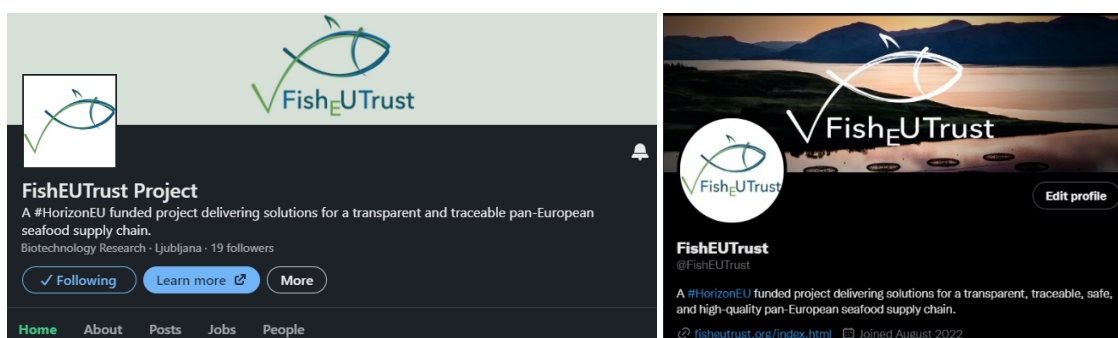 FishEUTrust
FishEUTrust Project
A #HorizonEU funded project delivering solutions for a transparent and traceable pan-European
seafood supply chain.
Biotechnology Research · Ljubljana · 19 followers
✓ Following
Learn more
More
Home About Posts Jobs People
FishEUTrust
FishEUTrust
Edit profile
FishEUTrust
@FishEUTrust
A #HorizonEU funded project delivering solutions for a transparent, traceable, safe,
and high-quality pan-European seafood supply chain.
fisheutrust.org/index.html Joined August 2022